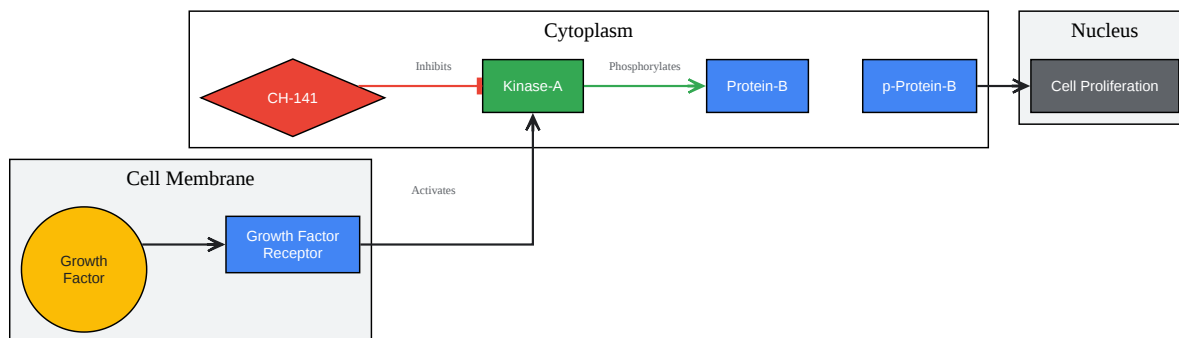 Cytoplasm
Nucleus
CH-141
Inhibits
Kinase-A
Phosphorylates
Protein-B
p-Protein-B
Cell Proliferation
Cell Membrane
Activates
Growth
Factor
Growth Factor
Receptor